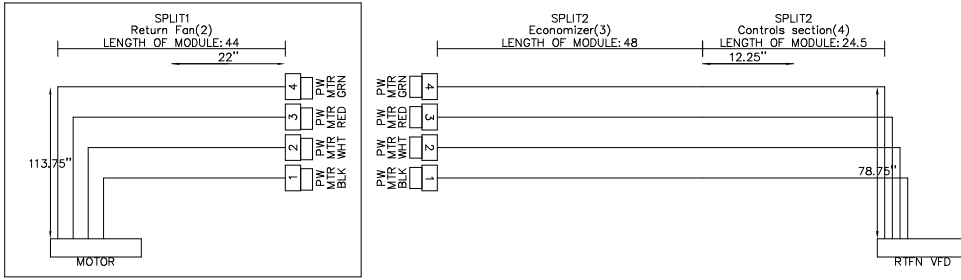 SPLIT1
Return Fan(2)
LENGTH OF MODULE: 44
22"
4
PW MTR GRN
3
PW MTR RED
2
PW MTR WHT
1
PW MTR BLK
113.75"
MOTOR
SPLIT2
Economizer(3)
LENGTH OF MODULE: 48
SPLIT2
Controls section(4)
LENGTH OF MODULE: 24.5
12.25"
PW MTR GRN
4
PW MTR RED
3
PW MTR WHT
2
PW MTR BLK
1
78.75"
RTFN VFD